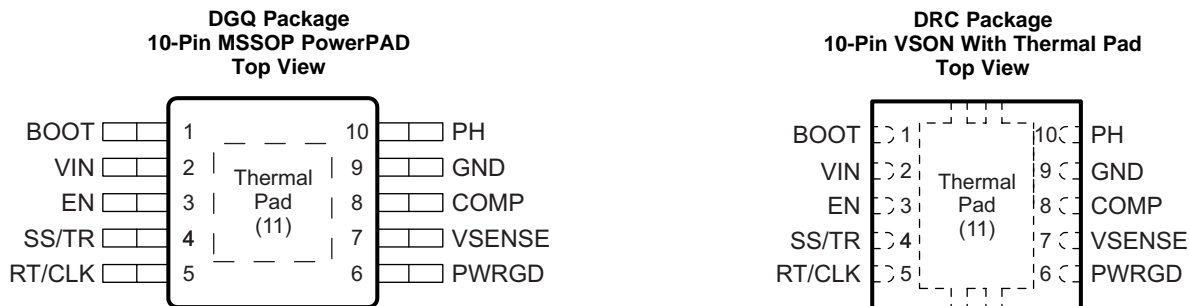 DGQ Package
10-Pin MSSOP PowerPAD
Top View
BOOT 1 10 PH
VIN 2 9 GND
EN 3 8 COMP
SS/TR 4 7 VSENSE
RT/CLK 5 6 PWRGD
Thermal
Pad
(11)
DRC Package
10-Pin VSON With Thermal Pad
Top View
BOOT 1 10 PH
VIN 2 9 GND
EN 3 8 COMP
SS/TR 4 7 VSENSE
RT/CLK 5 6 PWRGD
Thermal
Pad
(11)